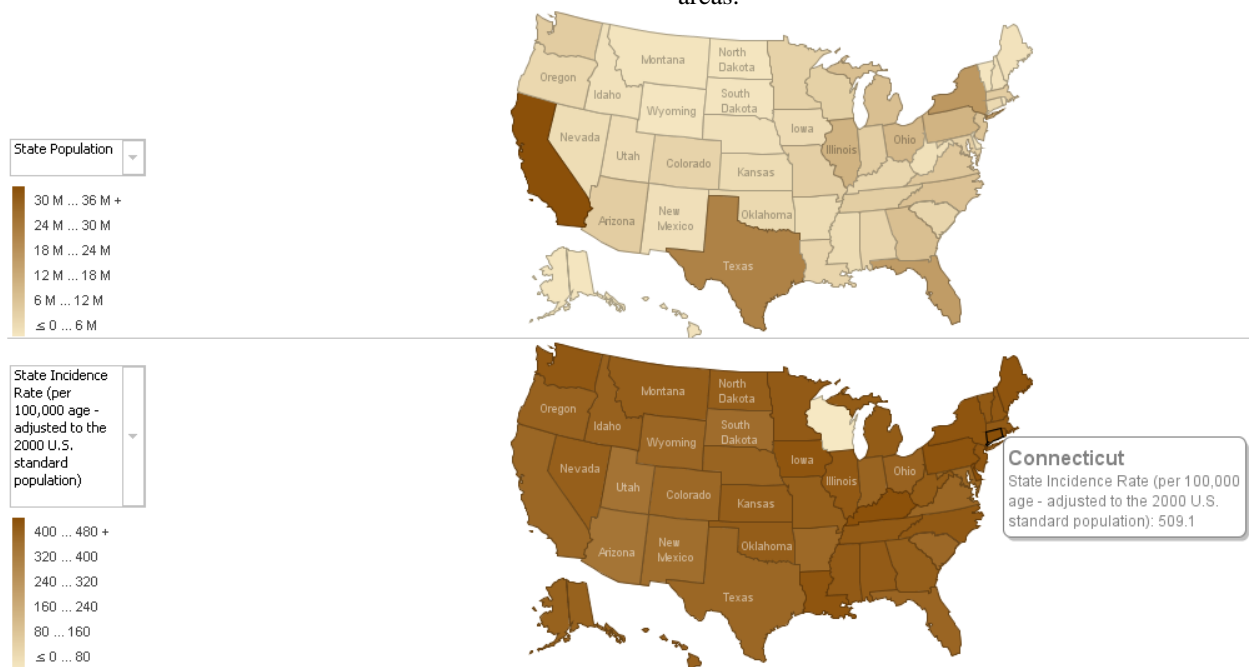 areas.
State Population
30 M ... 36 M +
24 M ... 30 M
18 M ... 24 M
12 M ... 18 M
6 M ... 12 M
≤ 0 ... 6 M
Montana
North
Dakota
Oregon
Idaho
South
Dakota
Wyoming
Iowa
Nevada
Illinois
Ohio
Utah
Colorado
Kansas
Arizona
New
Mexico
Oklahoma
Texas
State Incidence
Rate (per
100,000 age -
adjusted to the
2000 U.S.
standard
population)
400 ... 480 +
320 ... 400
240 ... 320
160 ... 240
80 ... 160
≤ 0 ... 80
Montana
North
Dakota
Oregon
Idaho
South
Dakota
Wyoming
Iowa
Nevada
Illinois
Ohio
Utah
Colorado
Kansas
Arizona
New
Mexico
Oklahoma
Texas
Connecticut
State Incidence Rate (per 100,000
age - adjusted to the 2000 U.S.
standard population): 509.1